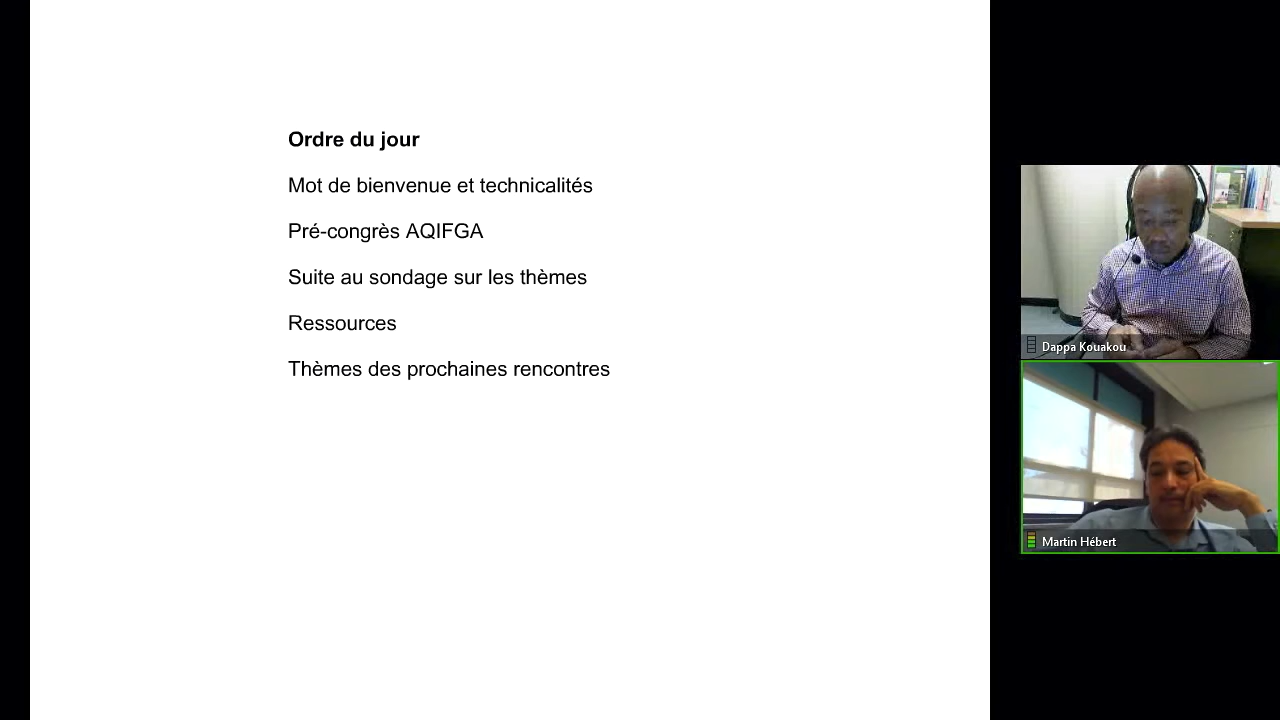 Ordre du jour
Mot de bienvenue et technicalités
Pré-congrès AQIFGA
Suite au sondage sur les thèmes
Ressources
Thèmes des prochaines rencontres
Dappa Kouakou
Martin Hébert